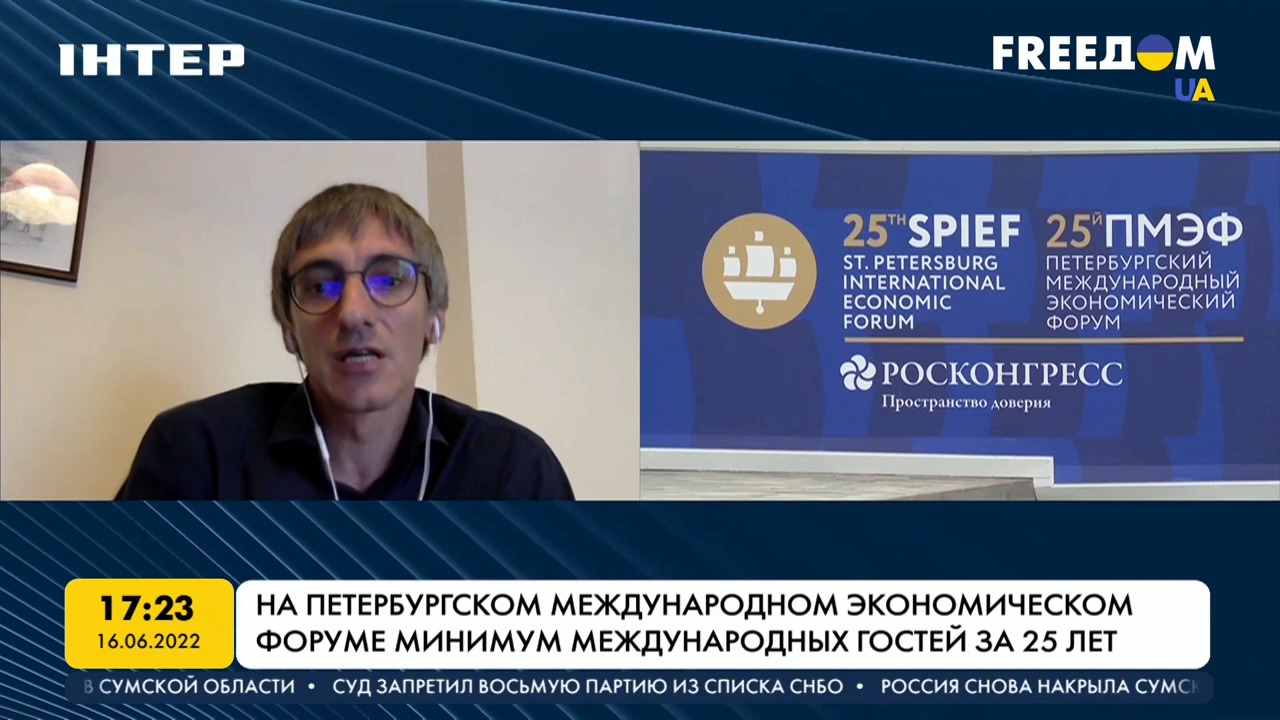 ІНТЕР
FREEДОМ
UA
25TH SPIEF
ST. PETERSBURG
INTERNATIONAL
ECONOMIC
FORUM
25Й ПМЭФ
ПЕТЕРБУРГСКИЙ
МЕЖДУНАРОДНЫЙ
ЭКОНОМИЧЕСКИЙ
ФОРУМ
РОСКОНГРЕСС
Пространство доверия
17:23
16.06.2022
НА ПЕТЕРБУРГСКОМ МЕЖДУНАРОДНОМ ЭКОНОМИЧЕСКОМ
ФОРУМЕ МИНИМУМ МЕЖДУНАРОДНЫХ ГОСТЕЙ ЗА 25 ЛЕТ
В СУМСКОЙ ОБЛАСТИ • СУД ЗАПРЕТИЛ ВОСЬМУЮ ПАРТИЮ ИЗ СПИСКА СНБО • РОССИЯ СНОВА НАКРЫЛА СУМСК